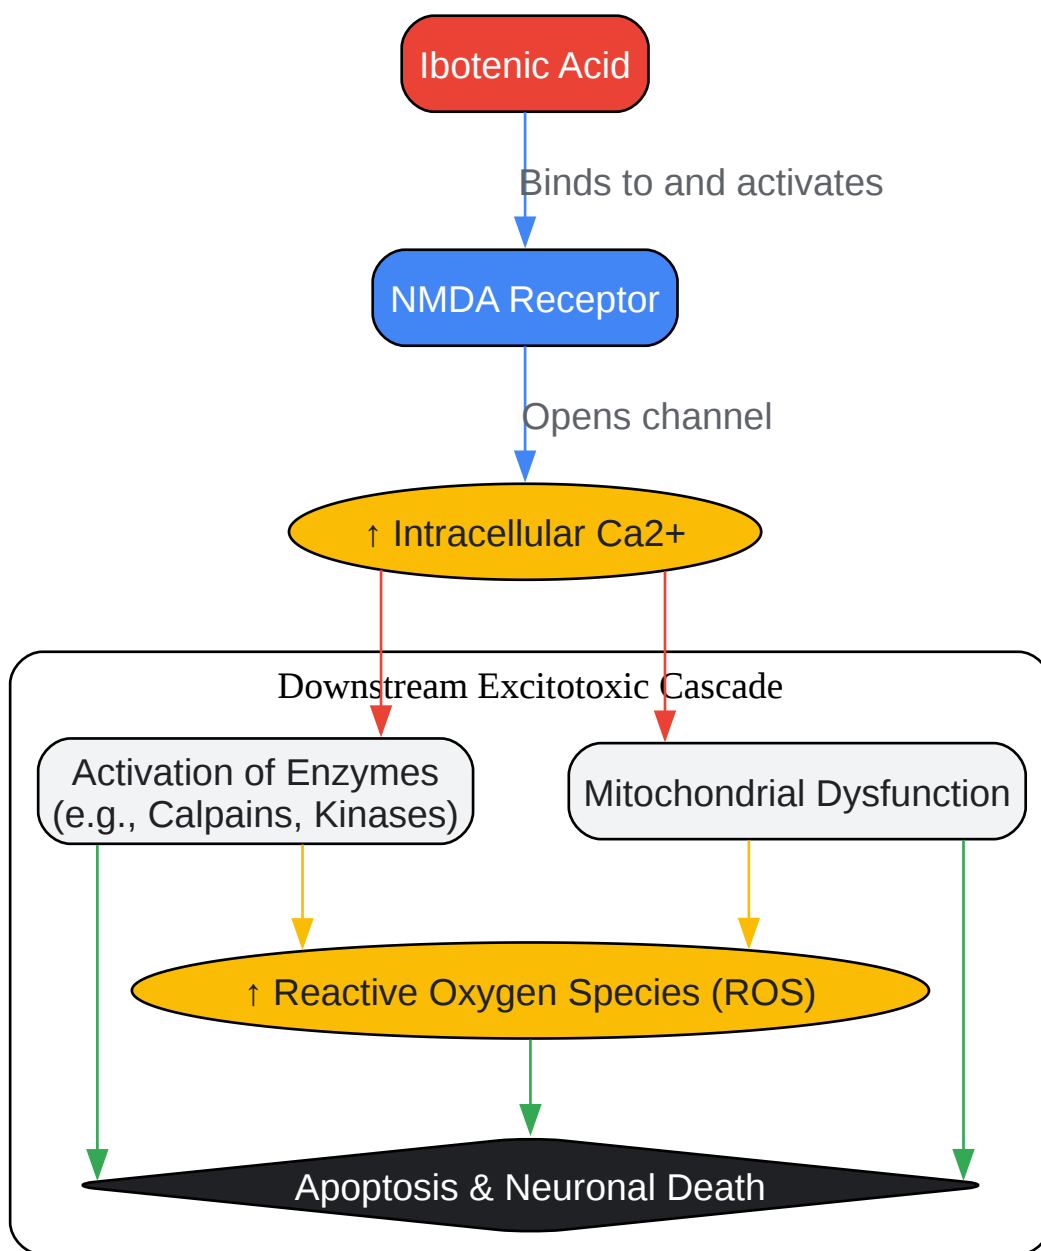 Ibotenic Acid
Binds to and activates
NMDA Receptor
Opens channel
↑ Intracellular Ca2+
Downstream Excitotoxic Cascade
Activation of Enzymes
(e.g., Calpains, Kinases)
Mitochondrial Dysfunction
↑ Reactive Oxygen Species (ROS)
Apoptosis & Neuronal Death